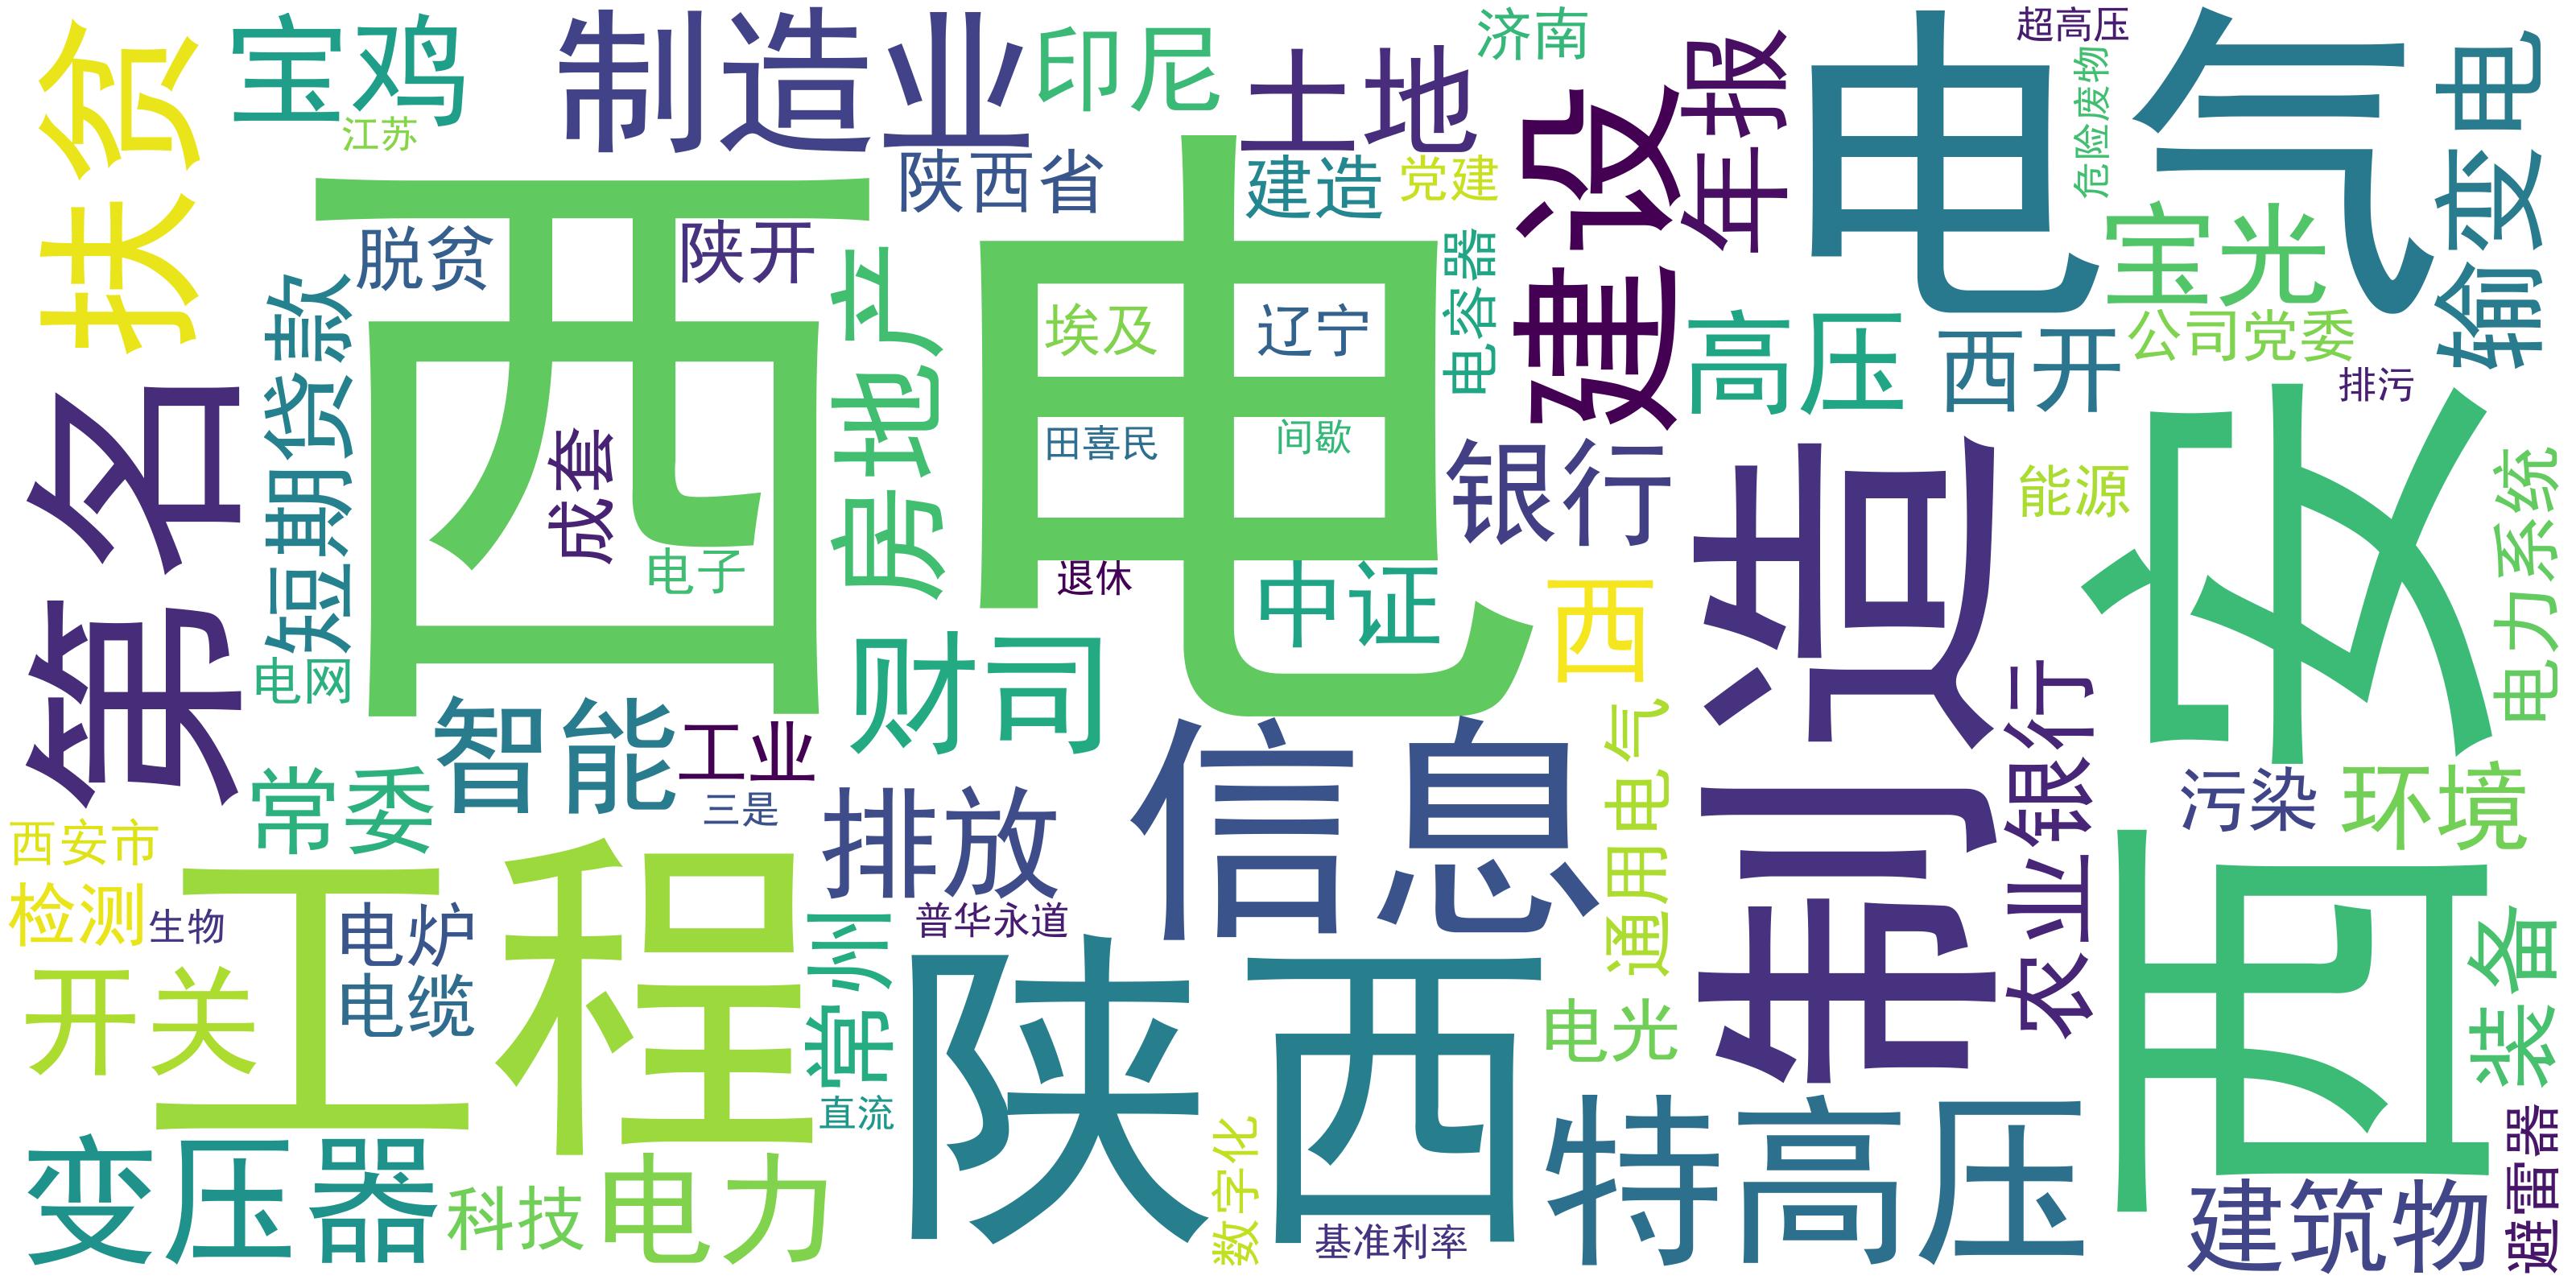 扶贫
宝鸡
江苏
制造业
印尼
土地
济南
年报
建设
超高压
危险废物
电气
输变电
陕西省
建造
党建
脱贫
陕开
西电
埃及
辽宁
田喜民
间歇
退休
电容器
高压
西开
宝光
公司党委
排污
第名
短期贷款
成套
电子
房地产
银行
中证
西
制造
能源
西安
电力系统
电网
智能
工业
三是
财司
信息
通用电气
农业银行
污染
环境
常委
西安市
检测
生物
工程
电炉
电缆
排放
普华永道
常州
直流
陕西
电光
装备
开关
变压器
科技
电力
数字化
基准利率
特高压
建筑物
避雷器